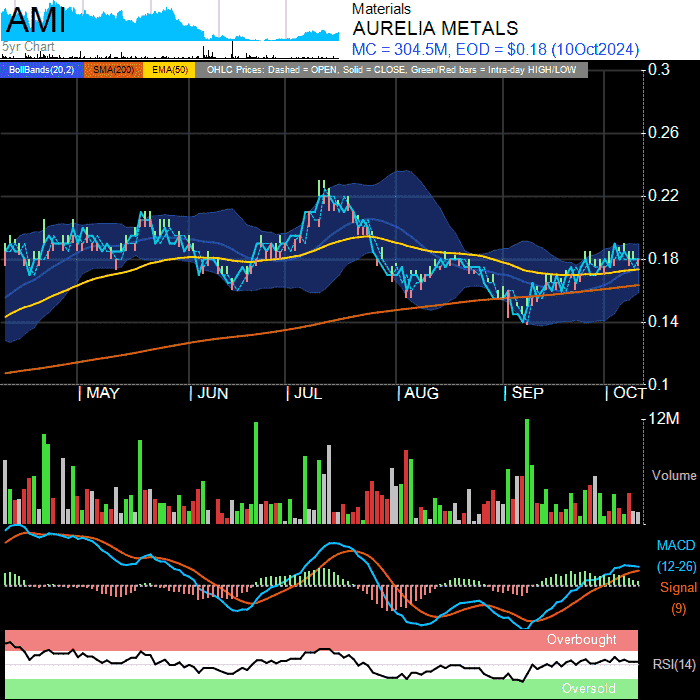 AMI
5yr Chart
Materials
AURELIA METALS
MC = 304.5M, EOD = $0.18 (10Oct2024)
BollBands(20,2) SMA(200) EMA(50) OHLC Prices: Dashed = OPEN, Solid = CLOSE, Green/Red bars = Intra-day HIGH/LOW
0.3
0.26
0.22
0.18
0.14
0.1
| MAY | JUN | JUL | AUG | SEP | OCT
12M
Volume
MACD
(12-26)
Signal
(9)
Overbought
RSI(14)
Oversold